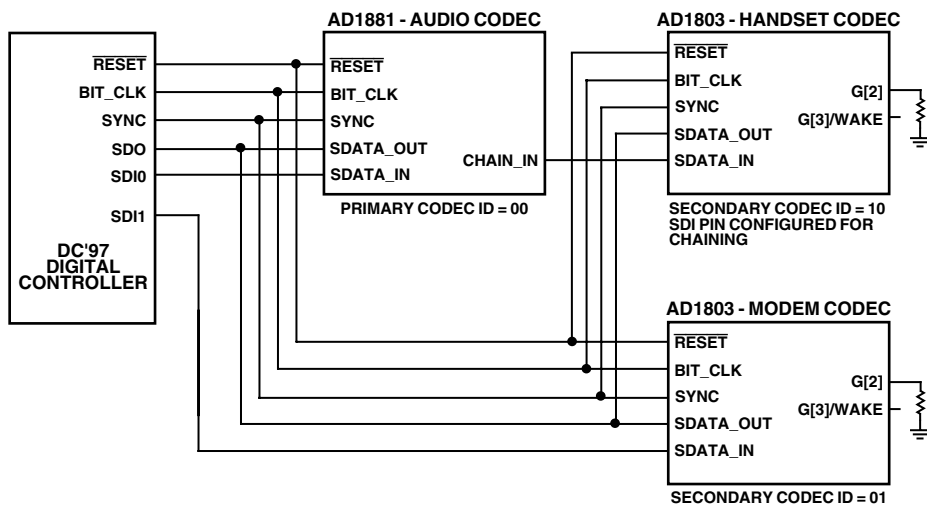 AD1881 - AUDIO CODEC
AD1803 - HANDSET CODEC
RESET
BIT_CLK
SYNC
SDO
SDI0
SDI1
DC'97
DIGITAL
CONTROLLER
RESET
BIT_CLK
SYNC
SDATA_OUT
SDATA_IN
CHAIN_IN
PRIMARY CODEC ID = 00
RESET
BIT_CLK
SYNC
SDATA_OUT
SDATA_IN
G[2]
G[3]/WAKE
SECONDARY CODEC ID = 10
SDI PIN CONFIGURED FOR
CHAINING
AD1803 - MODEM CODEC
RESET
BIT_CLK
SYNC
SDATA_OUT
SDATA_IN
G[2]
G[3]/WAKE
SECONDARY CODEC ID = 01